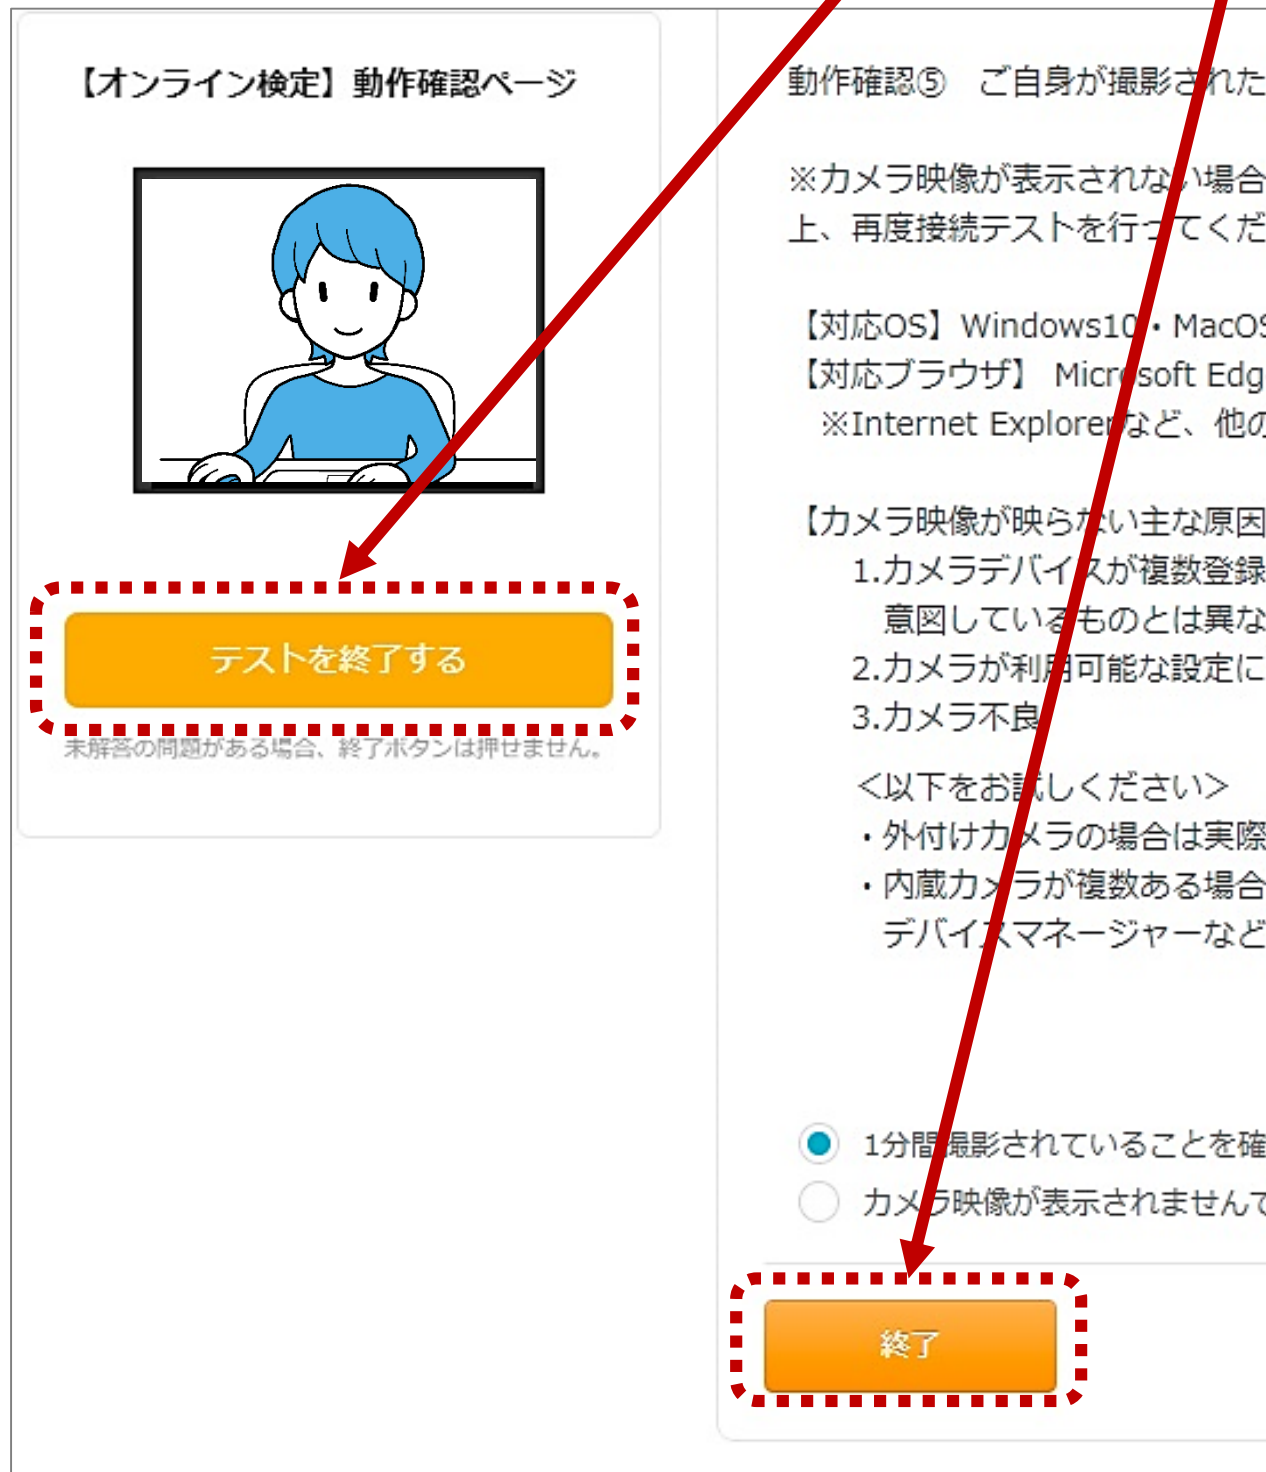 【オンライン検定】動作確認ページ
テストを終了する
未解答の問題がある場合、終了ボタンは押せません。
動作確認⑤　ご自身が撮影された
※カメラ映像が表示されない場合
上、再度接続テストを行ってくだ
【対応OS】Windows10・MacOS
【対応ブラウザ】 Microsoft Edg
※Internet Explorerなど、他の
【カメラ映像が映らない主な原因
1.カメラデバイスが複数登録
意図しているものとは異な
2.カメラが利用可能な設定に
3.カメラ不良
＜以下をお試しください＞
・外付けカメラの場合は実際
・内蔵カメラが複数ある場合
デバイスマネージャーなど
1分間撮影されていることを確
カメラ映像が表示されませんで
終了